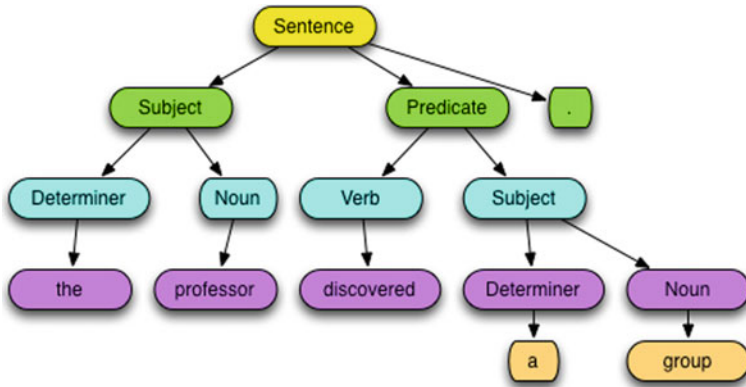 Sentence
Subject Predicate .
Determiner Noun Verb Subject
the professor discovered Determiner Noun
a group